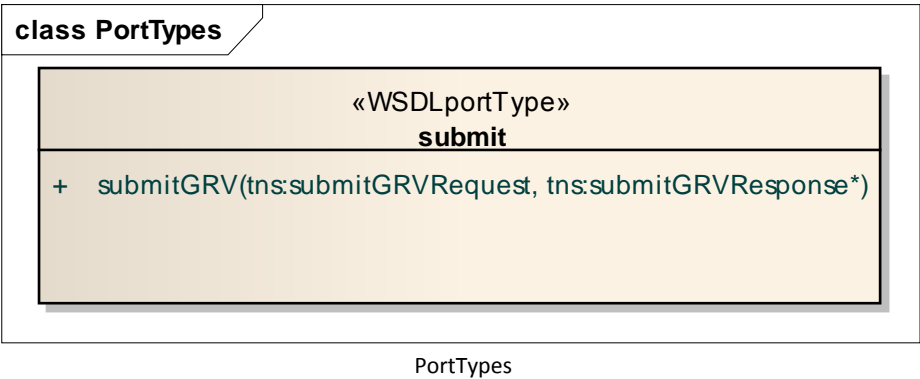 class PortTypes
«WSDLportType»
submit
+ submitGRV(tns:submitGRVRequest, tns:submitGRVResponse*)
PortTypes